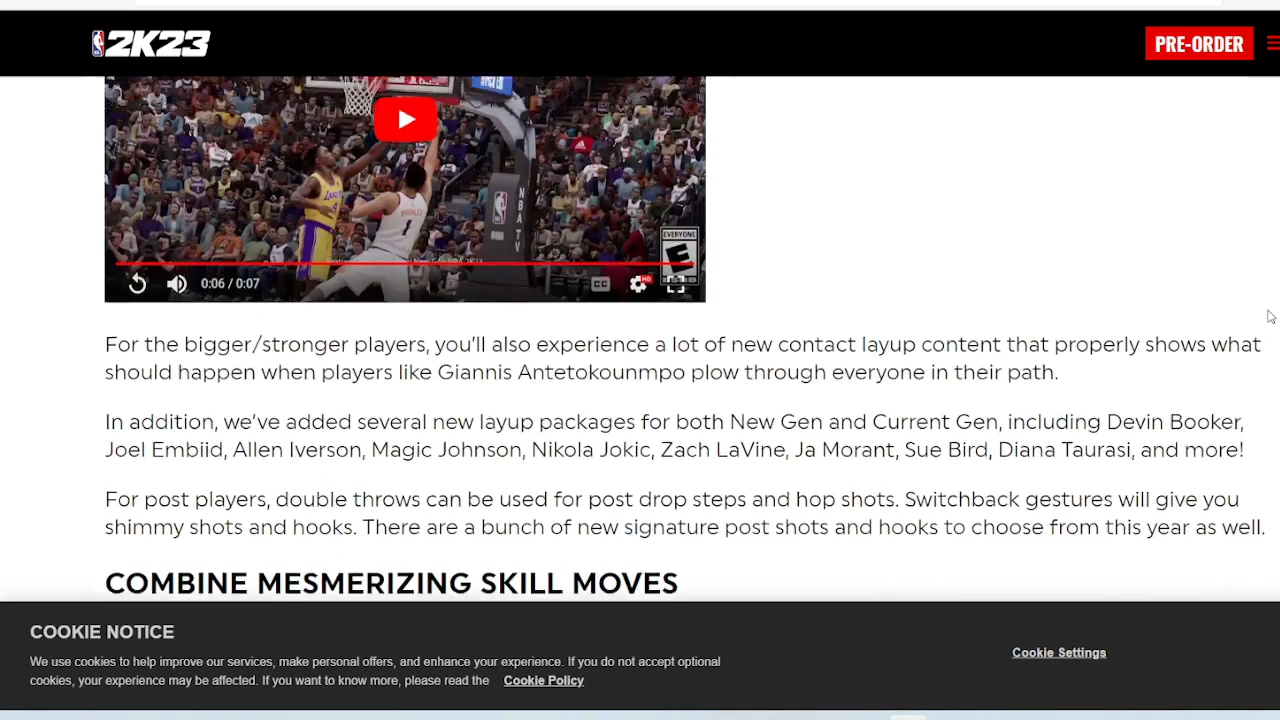 2K23
PRE-ORDER
LAKERS
1
NBA TV
EVERYONE
E
0:06 / 0:07
CC
HD
For the bigger/stronger players, you’ll also experience a lot of new contact layup content that properly shows what
should happen when players like Giannis Antetokounmpo plow through everyone in their path.
In addition, we’ve added several new layup packages for both New Gen and Current Gen, including Devin Booker,
Joel Embiid, Allen Iverson, Magic Johnson, Nikola Jokic, Zach LaVine, Ja Morant, Sue Bird, Diana Taurasi, and more!
For post players, double throws can be used for post drop steps and hop shots. Switchback gestures will give you
shimmy shots and hooks. There are a bunch of new signature post shots and hooks to choose from this year as well.
COMBINE MESMERIZING SKILL MOVES
COOKIE NOTICE
We use cookies to help improve our services, make personal offers, and enhance your experience. If you do not accept optional
cookies, your experience may be affected. If you want to know more, please read the Cookie Policy
Cookie Settings